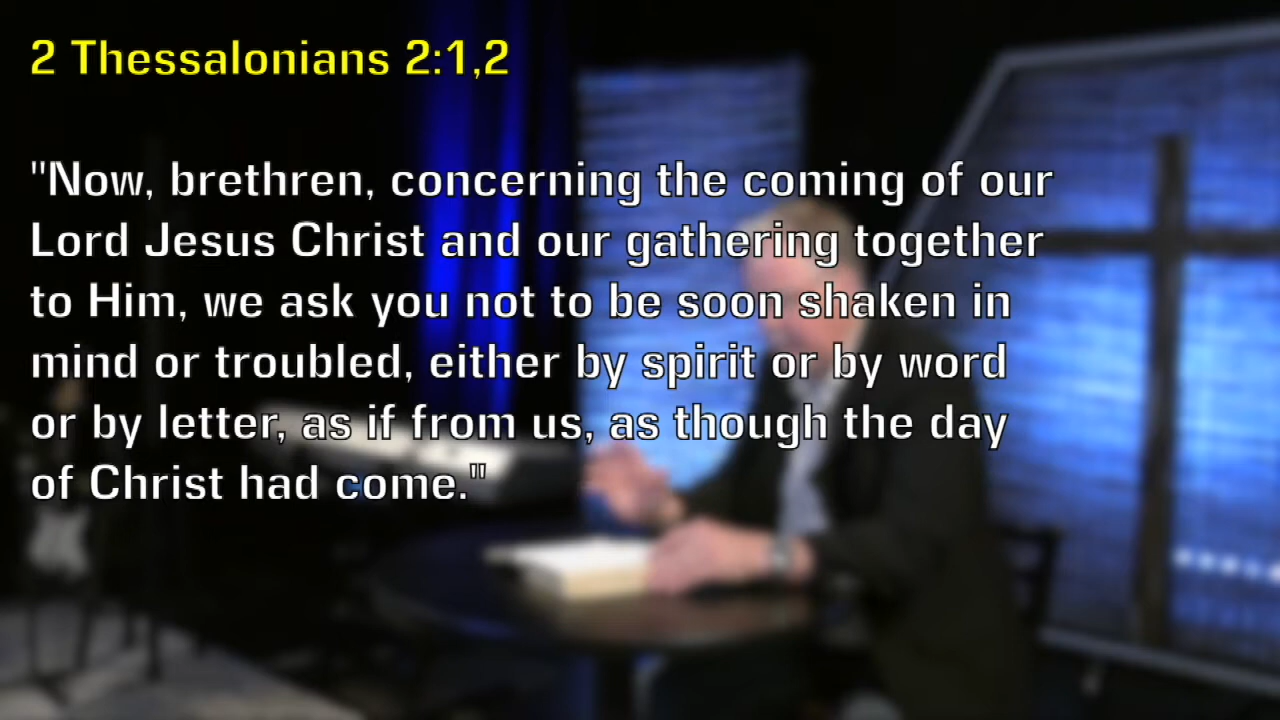 2 Thessalonians 2:1,2
"Now, brethren, concerning the coming of our
Lord Jesus Christ and our gathering together
to Him, we ask you not to be soon shaken in
mind or troubled, either by spirit or by word
or by letter, as if from us, as though the day
of Christ had come."